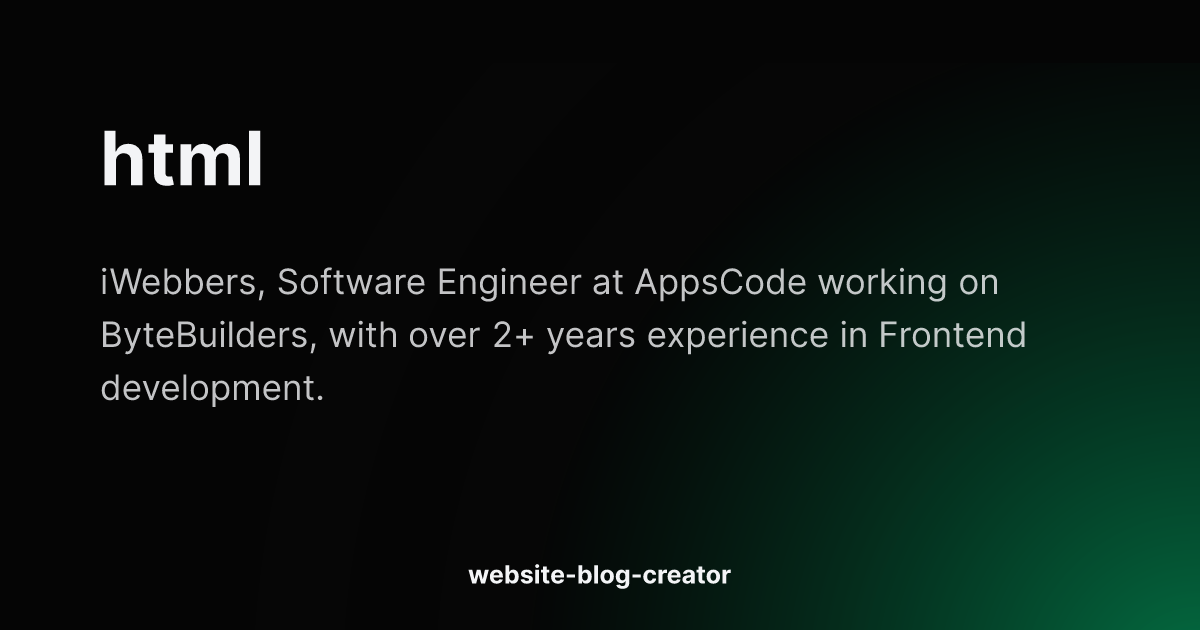 html
iWebbers, Software Engineer at AppsCode working on
ByteBuilders, with over 2+ years experience in Frontend
development.
website-blog-creator